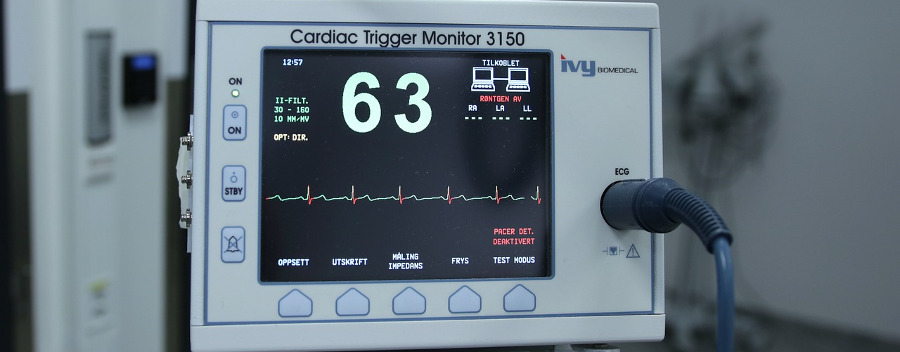 Cardiac Trigger Monitor 3150
ivy BIOMEDICAL
12:57
63
TILKOBLET
RØNTGEN AV
RA LA LL
--- --- ---
II-FILT.
30 - 160
10 MM/MV
OPT: DIR.
ON
ON
STBY
ECG
PACER DET.
DEAKTIVERT
OPPSETT UTSKRIFT MÅLING IMPEDANS FRYS TEST MODUS